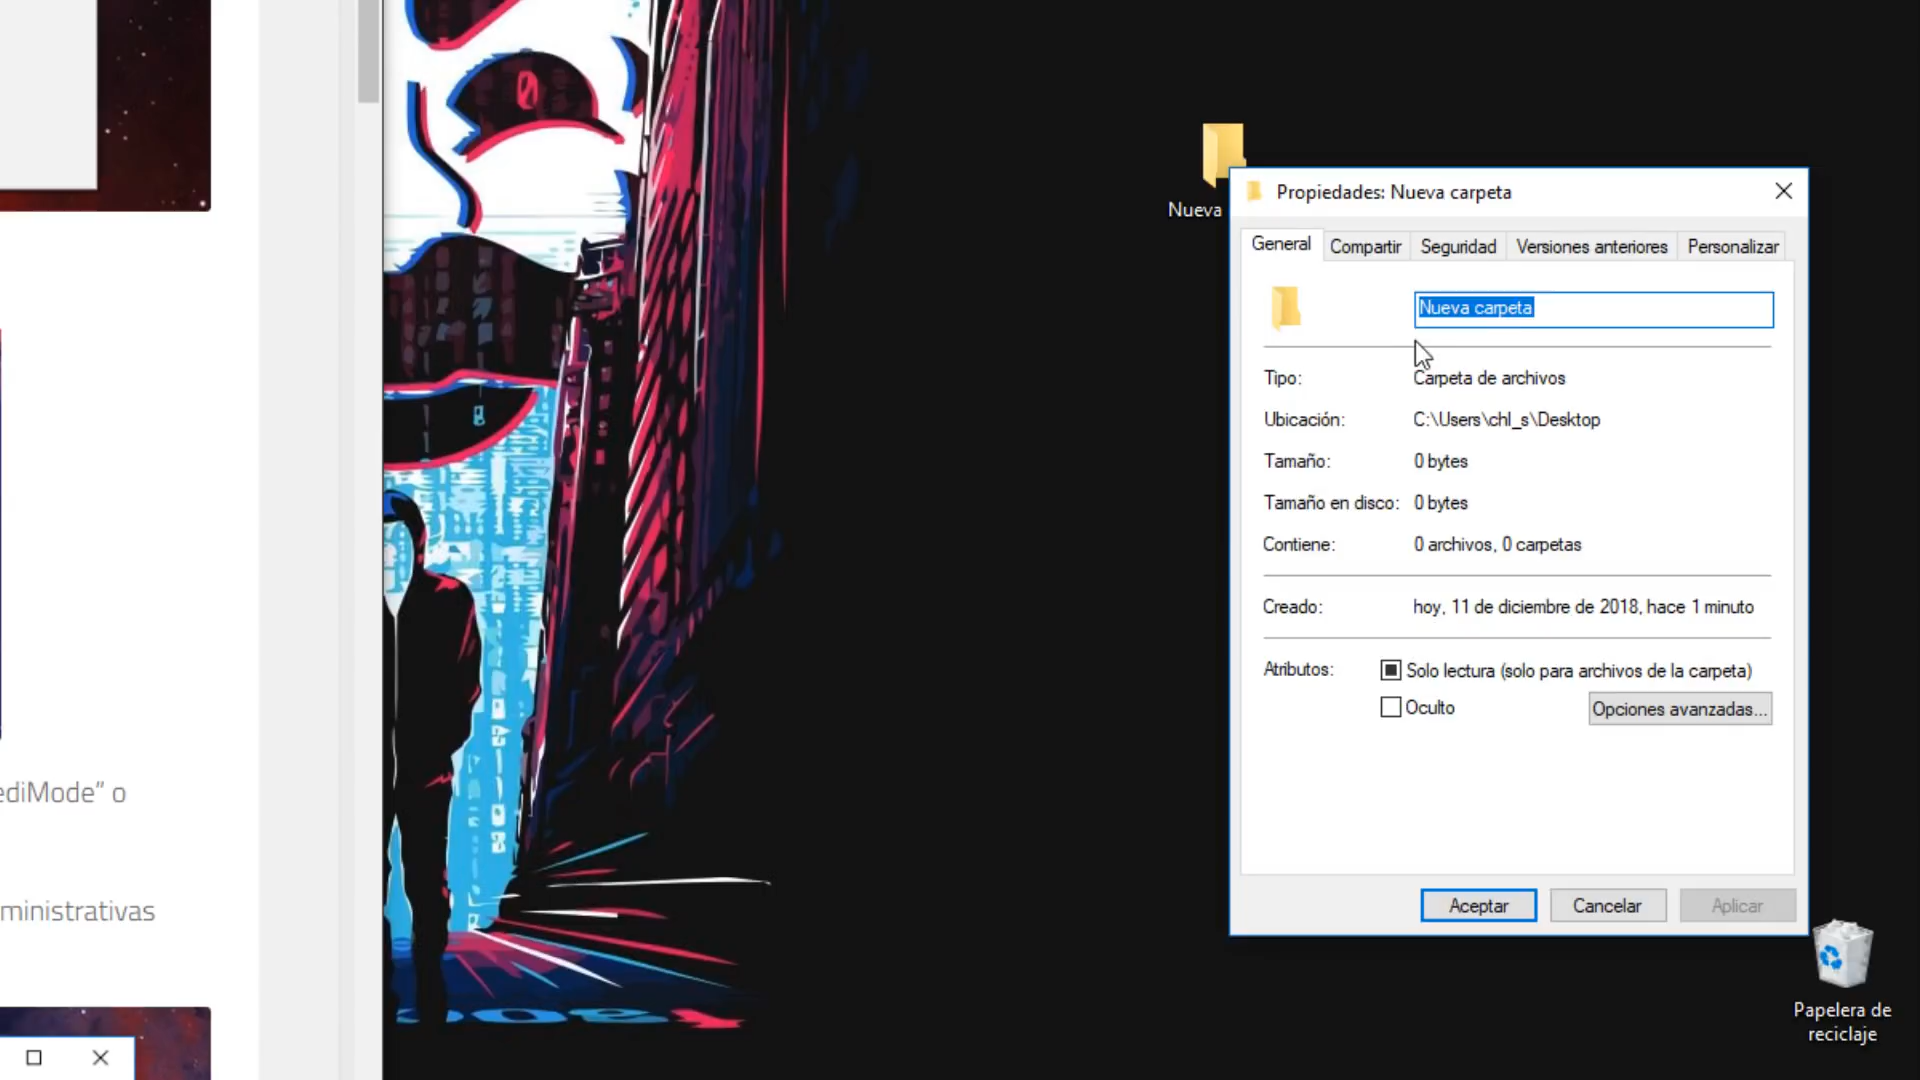 ediMode” o
ministrativas
Nueva
Propiedades: Nueva carpeta
General
Compartir
Seguridad
Versiones anteriores
Personalizar
Nueva carpeta
Tipo:
Carpeta de archivos
Ubicación:
C:\Users\chl_s\Desktop
Tamaño:
0 bytes
Tamaño en disco:
0 bytes
Contiene:
0 archivos, 0 carpetas
Creado:
hoy, 11 de diciembre de 2018, hace 1 minuto
Atributos:
Solo lectura (solo para archivos de la carpeta)
Oculto
Opciones avanzadas...
Aceptar
Cancelar
Aplicar
Papelera de
reciclaje